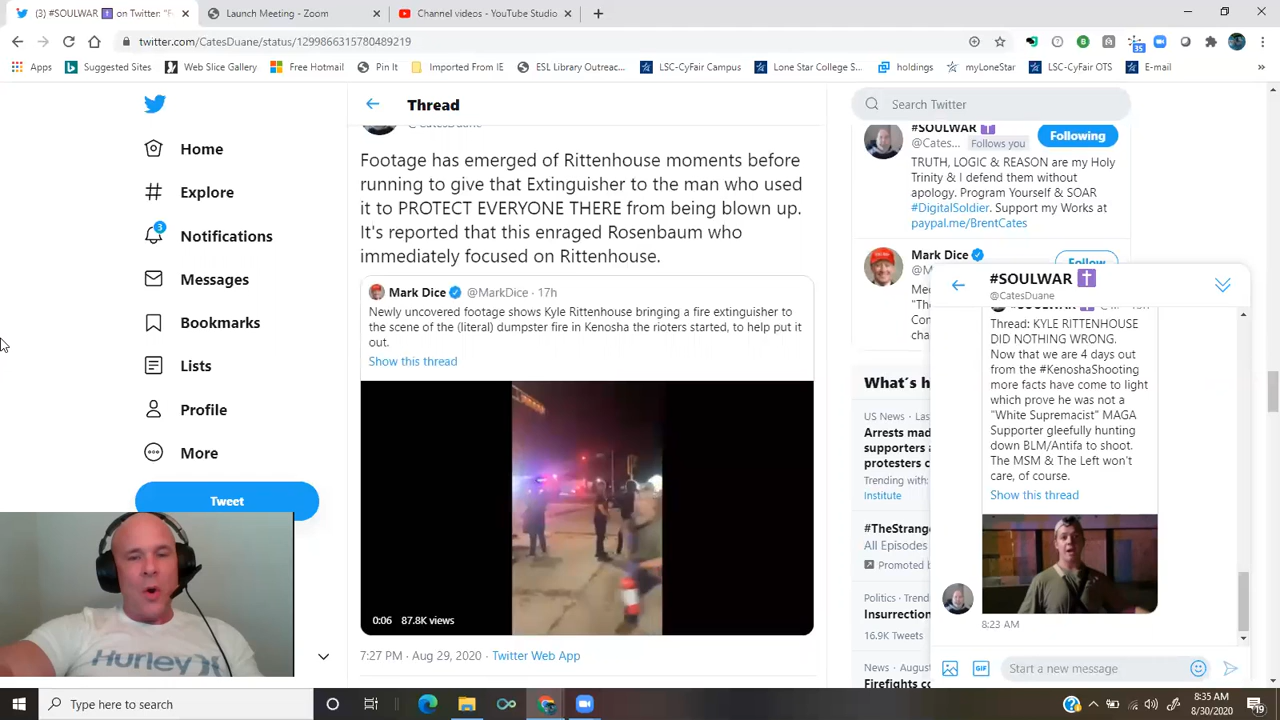 (3) #SOULWAR ✝ on Twitter: "F
Launch Meeting - Zoom
Channel videos - YouTube Studio
twitter.com/CatesDuane/status/1299866315780489219
35
Apps
Suggested Sites
Web Slice Gallery
Free Hotmail
Pin It
Imported From IE
ESL Library Outreac...
LSC-CyFair Campus
Lone Star College S...
holdings
myLoneStar
LSC-CyFair OTS
E-mail
»
Home
Explore
3
Notifications
Messages
Bookmarks
Lists
Profile
More
Tweet
Thread
@CatesDuane
Footage has emerged of Rittenhouse moments before
running to give that Extinguisher to the man who used
it to PROTECT EVERYONE THERE from being blown up.
It's reported that this enraged Rosenbaum who
immediately focused on Rittenhouse.
Mark Dice @MarkDice · 17h
Newly uncovered footage shows Kyle Rittenhouse bringing a fire extinguisher to
the scene of the (literal) dumpster fire in Kenosha the rioters started, to help put it
out.
Show this thread
0:06 87.8K views
7:27 PM · Aug 29, 2020 · Twitter Web App
Search Twitter
#SOULWAR ✝
@Cates... Follows you
Following
TRUTH, LOGIC & REASON are my Holy
Trinity & I defend them without
apology. Program Yourself & SOAR
#DigitalSoldier. Support my Works at
paypal.me/BrentCates
Mark Dice
Follow
@M
Me
"The
Con
cha
What's h
US News · Las
Arrests mad
supporters a
protesters c
Trending with:
Institute
#TheStrange
All Episodes
Promoted b
Politics · Trend
Insurrection
16.9K Tweets
News · August
Firefights co
#SOULWAR ✝
@CatesDuane
Thread: KYLE RITTENHOUSE
DID NOTHING WRONG.
Now that we are 4 days out
from the #KenoshaShooting
more facts have come to light
which prove he was not a
"White Supremacist" MAGA
Supporter gleefully hunting
down BLM/Antifa to shoot.
The MSM & The Left won't
care, of course.
Show this thread
8:23 AM
GIF
Start a new message
Hurley
Type here to search
8:35 AM
8/30/2020
19